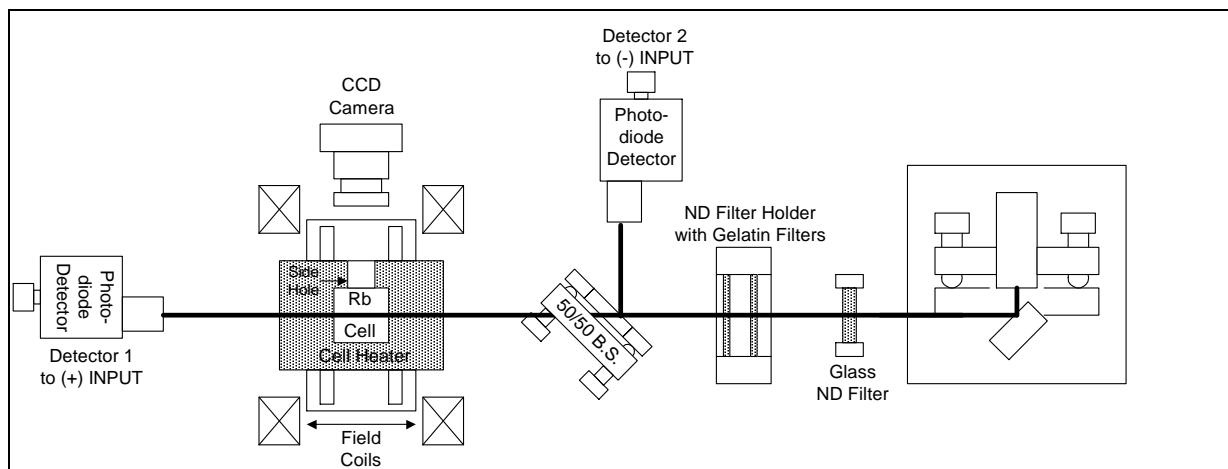 Detector 2
to (-) INPUT
CCD
Camera
Photo-
diode
Detector
ND Filter Holder
with Gelatin Filters
Photo-
diode
Detector
Side
Hole
Rb
Cell
Cell Heater
50/50 B.S.
Detector 1
to (+) INPUT
Glass
ND Filter
Field
Coils